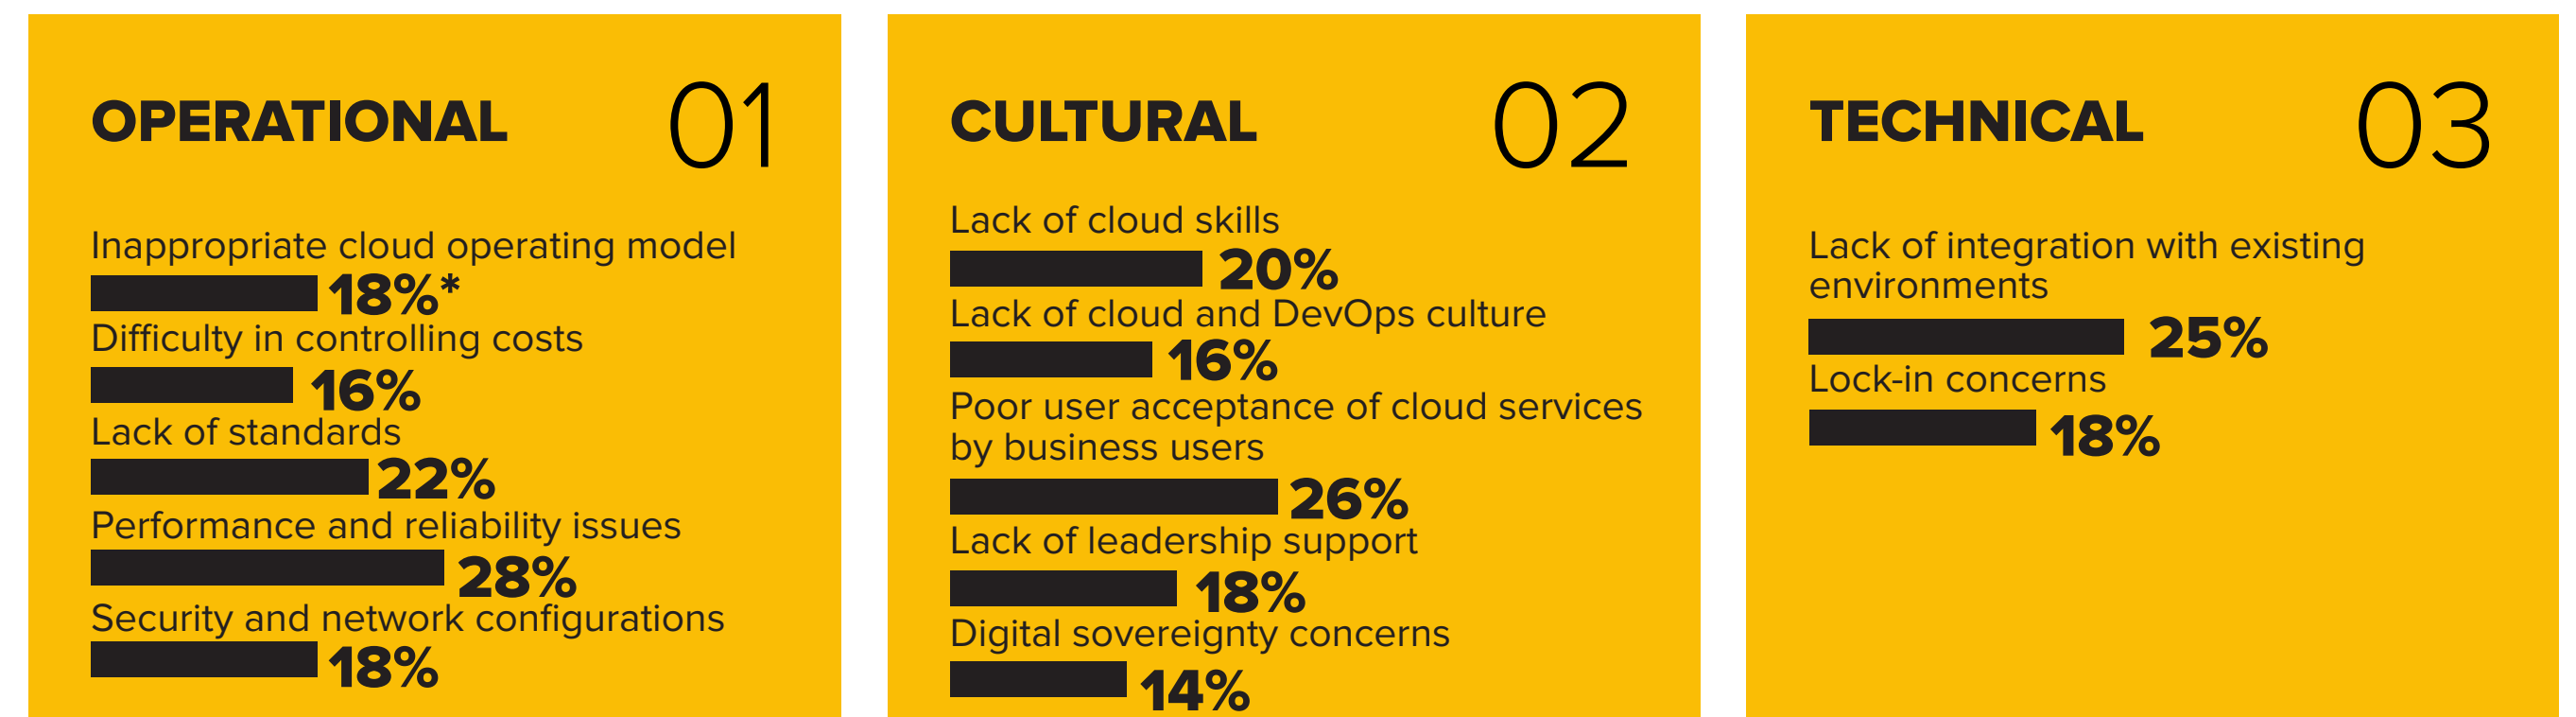 OPERATIONAL 01
Inappropriate cloud operating model
18%*
Difficulty in controlling costs
16%
Lack of standards
22%
Performance and reliability issues
28%
Security and network configurations
18%
CULTURAL 02
Lack of cloud skills
20%
Lack of cloud and DevOps culture
16%
Poor user acceptance of cloud services
by business users
26%
Lack of leadership support
18%
Digital sovereignty concerns
14%
TECHNICAL 03
Lack of integration with existing
environments
25%
Lock-in concerns
18%